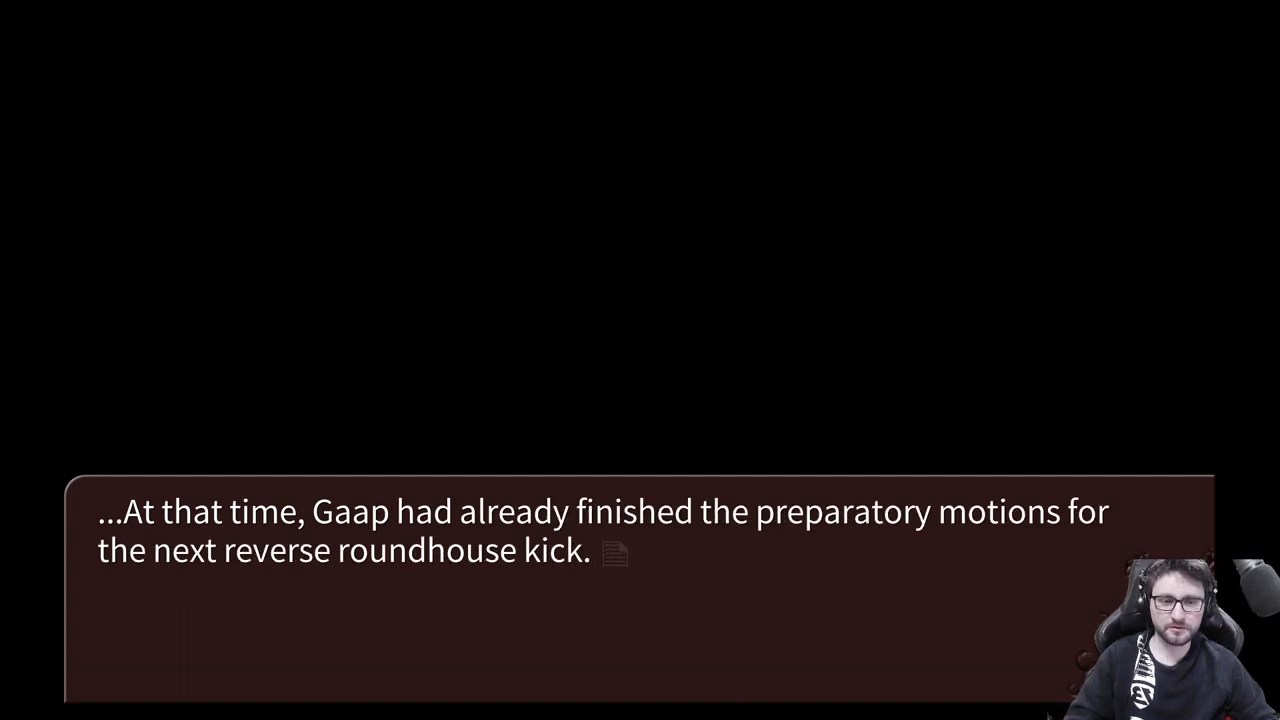 ...At that time, Gaap had already finished the preparatory motions for
the next reverse roundhouse kick.